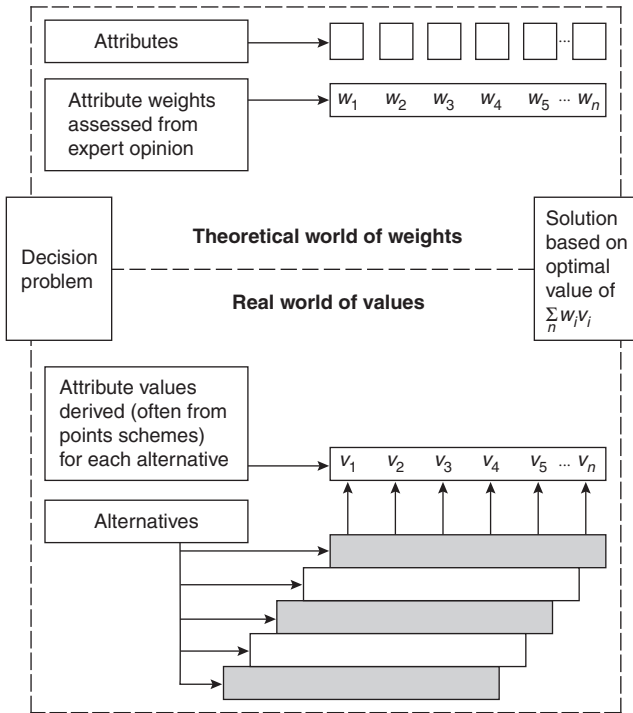 Attributes
...
Attribute weights
assessed from
expert opinion
w1 w2 w3 w4 w5 ... wn
Decision
problem
Theoretical world of weights
Real world of values
Solution
based on
optimal
value of
Σ wivi
n
Attribute values
derived (often from
points schemes)
for each alternative
v1 v2 v3 v4 v5 ... vn
Alternatives